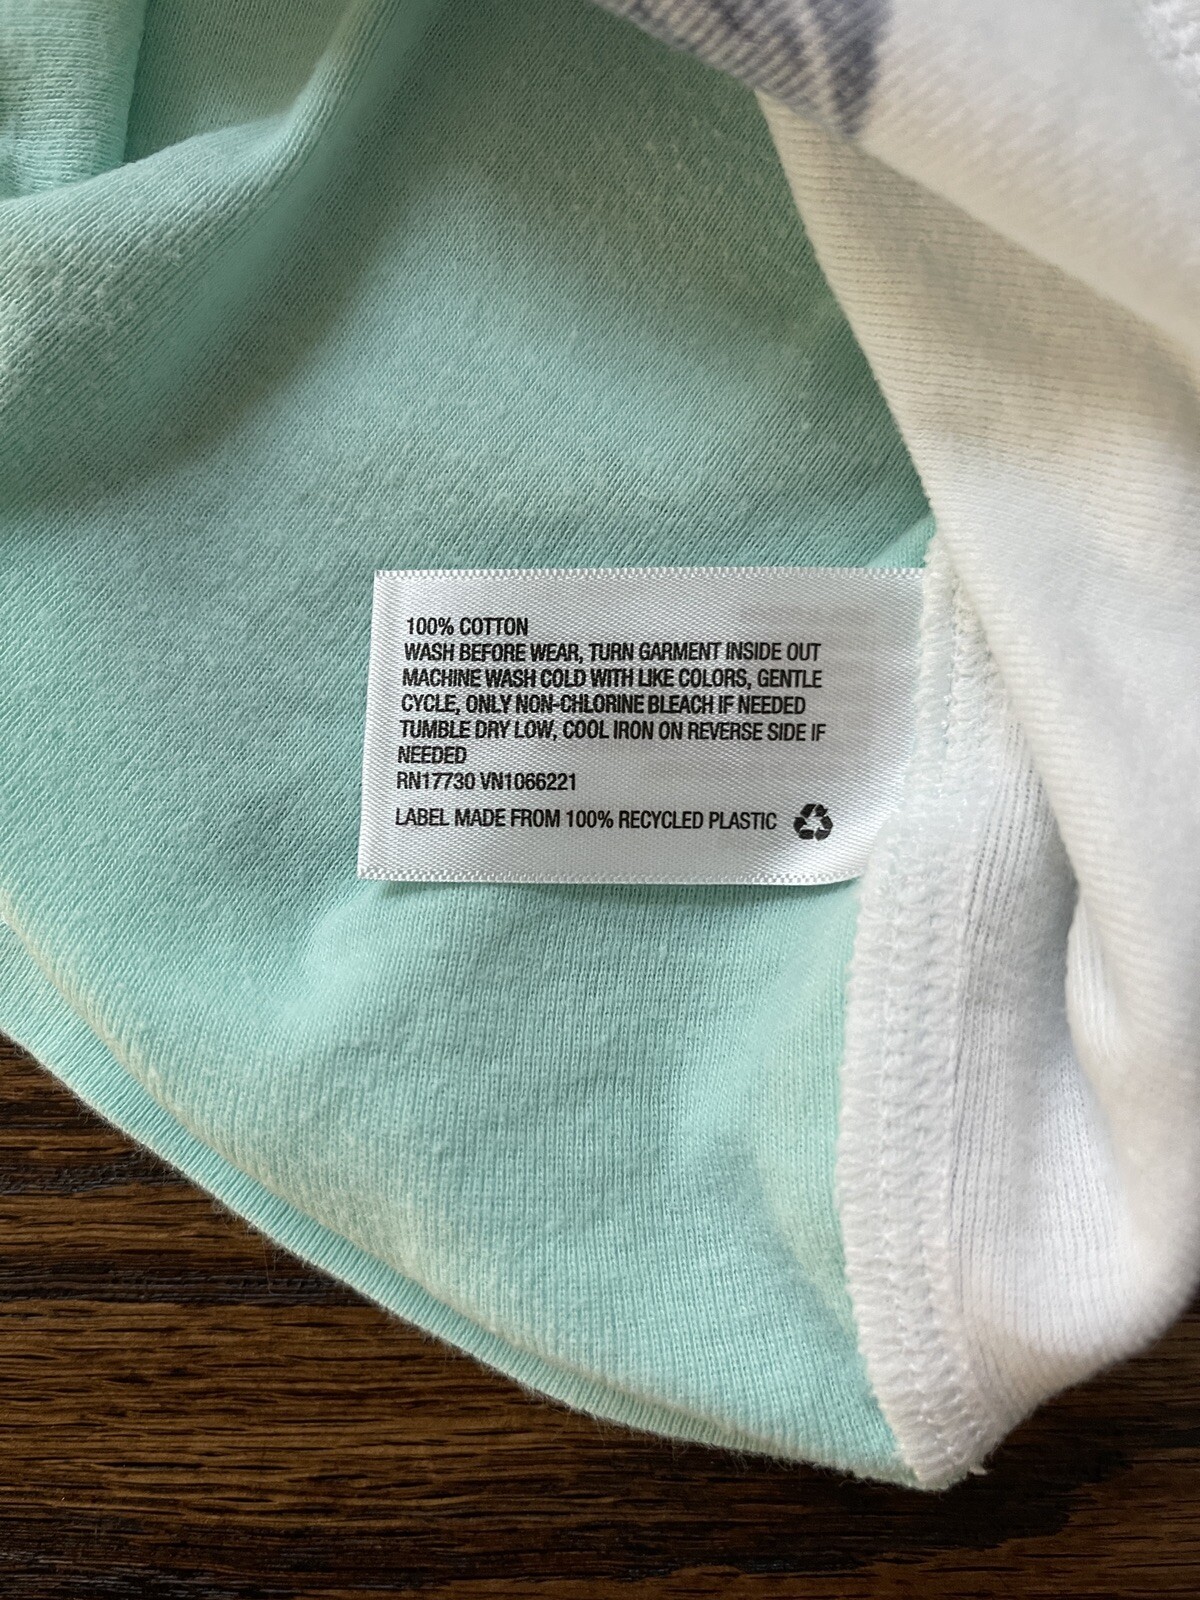 100% COTTON
WASH BEFORE WEAR, TURN GARMENT INSIDE OUT
MACHINE WASH COLD WITH LIKE COLORS, GENTLE
CYCLE, ONLY NON-CHLORINE BLEACH IF NEEDED
TUMBLE DRY LOW, COOL IRON ON REVERSE SIDE IF
NEEDED
RN17730 VN1066221
LABEL MADE FROM 100% RECYCLED PLASTIC